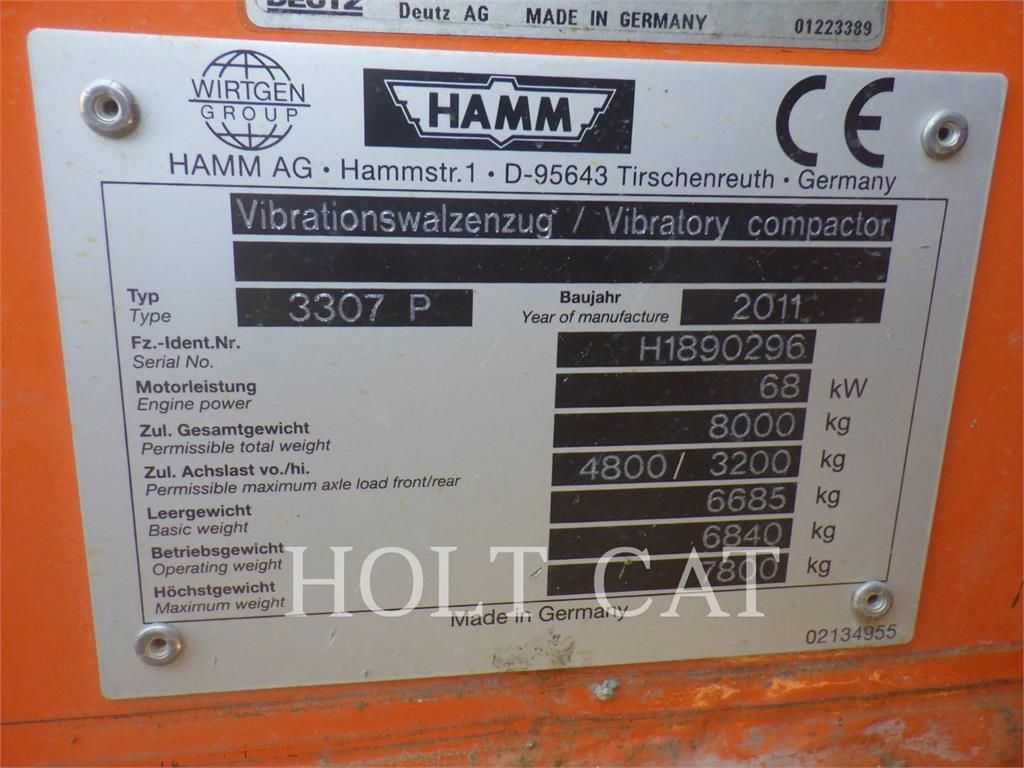 DEUTZ Deutz AG MADE IN GERMANY 01223389
WIRTGEN
GROUP
HAMM
CE
HAMM AG · Hammstr.1 · D-95643 Tirschenreuth · Germany
Vibrationswalzenzug / Vibratory compactor
Typ
Type
3307 P
Baujahr
Year of manufacture
2011
Fz.-Ident.Nr.
Serial No.
H1890296
Motorleistung
Engine power
68 kW
Zul. Gesamtgewicht
Permissible total weight
8000 kg
Zul. Achslast vo./hi.
Permissible maximum axle load front/rear
4800 / 3200 kg
Leergewicht
Basic weight
6685 kg
Betriebsgewicht
Operating weight
6840 kg
Höchstgewicht
Maximum weight
7800 kg
HOLT CAT
Made in Germany
02134955